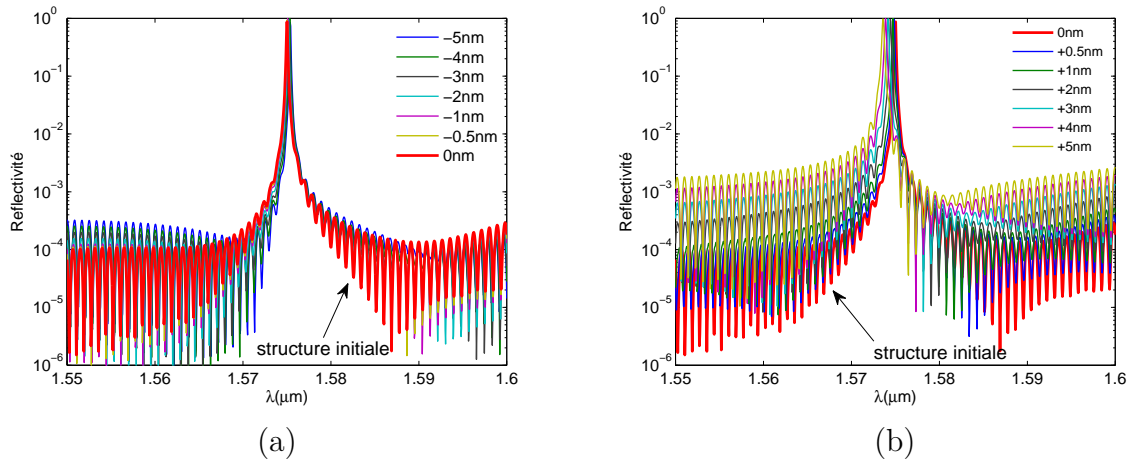 10^0
10^-1
10^-2
10^-3
10^-4
10^-5
10^-6
Reflectivité
−5nm
−4nm
−3nm
−2nm
−1nm
−0.5nm
0nm
structure initiale
1.55
1.56
1.57
1.58
1.59
1.6
λ(μm)
(a)
10^0
10^-1
10^-2
10^-3
10^-4
10^-5
10^-6
Reflectivité
0nm
+0.5nm
+1nm
+2nm
+3nm
+4nm
+5nm
structure initiale
1.55
1.56
1.57
1.58
1.59
1.6
λ(μm)
(b)